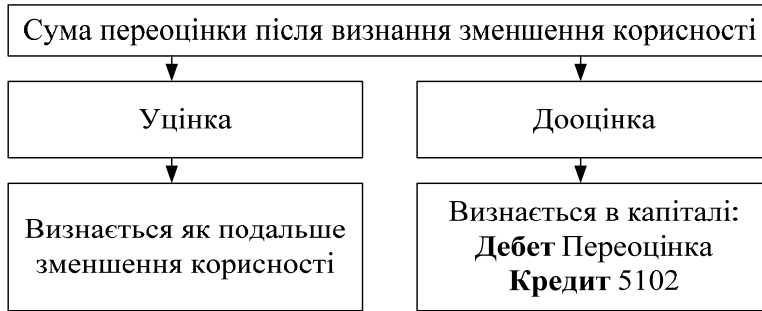 Сума переоцінки після визнання зменшення корисності
Уцінка
Дооцінка
Визнається як подальше
зменшення корисності
Визнається в капіталі:
Дебет Переоцінка
Кредит 5102